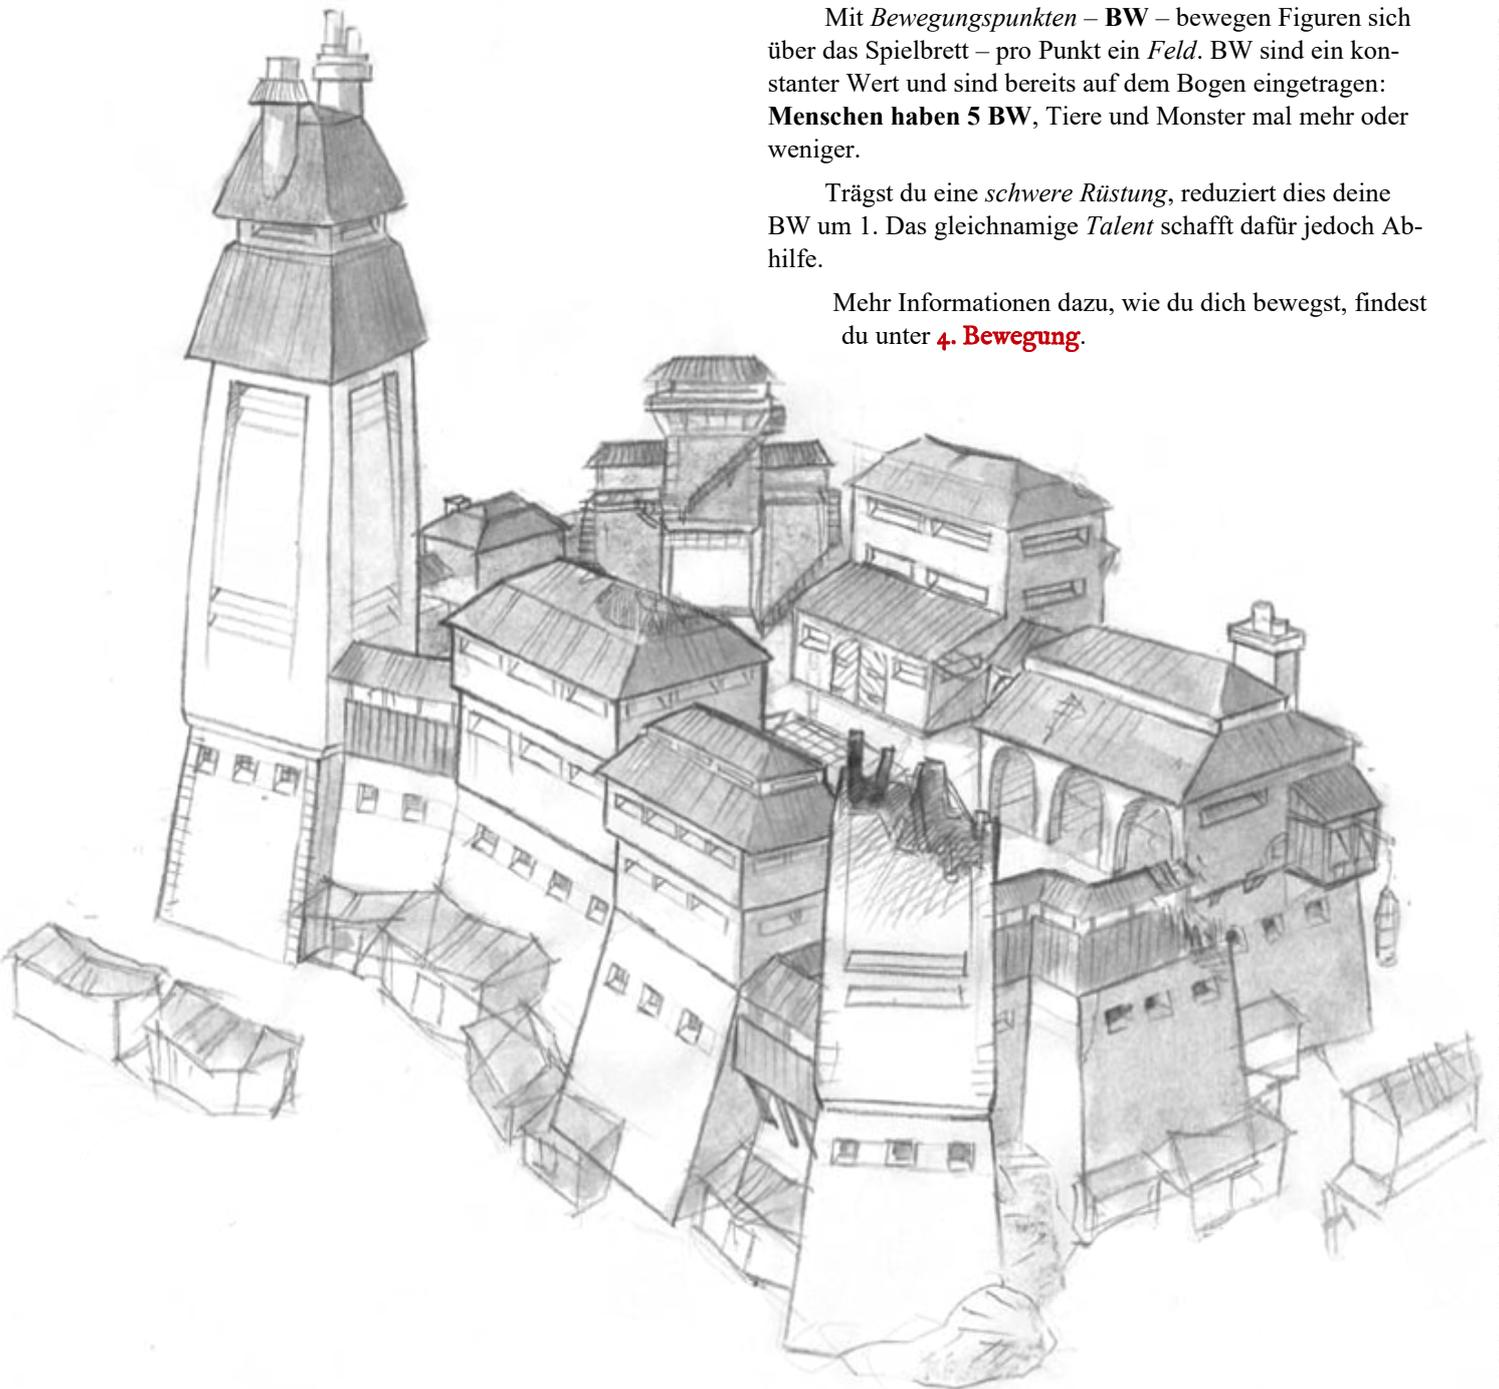 Mit Bewegungspunkten – BW – bewegen Figuren sich
über das Spielbrett – pro Punkt ein Feld. BW sind ein kon-
stanter Wert und sind bereits auf dem Bogen eingetragen:
Menschen haben 5 BW, Tiere und Monster mal mehr oder
weniger.
Trägst du eine schwere Rüstung, reduziert dies deine
BW um 1. Das gleichnamige Talent schafft dafür jedoch Ab-
hilfe.
Mehr Informationen dazu, wie du dich bewegst, findest
du unter 4. Bewegung.